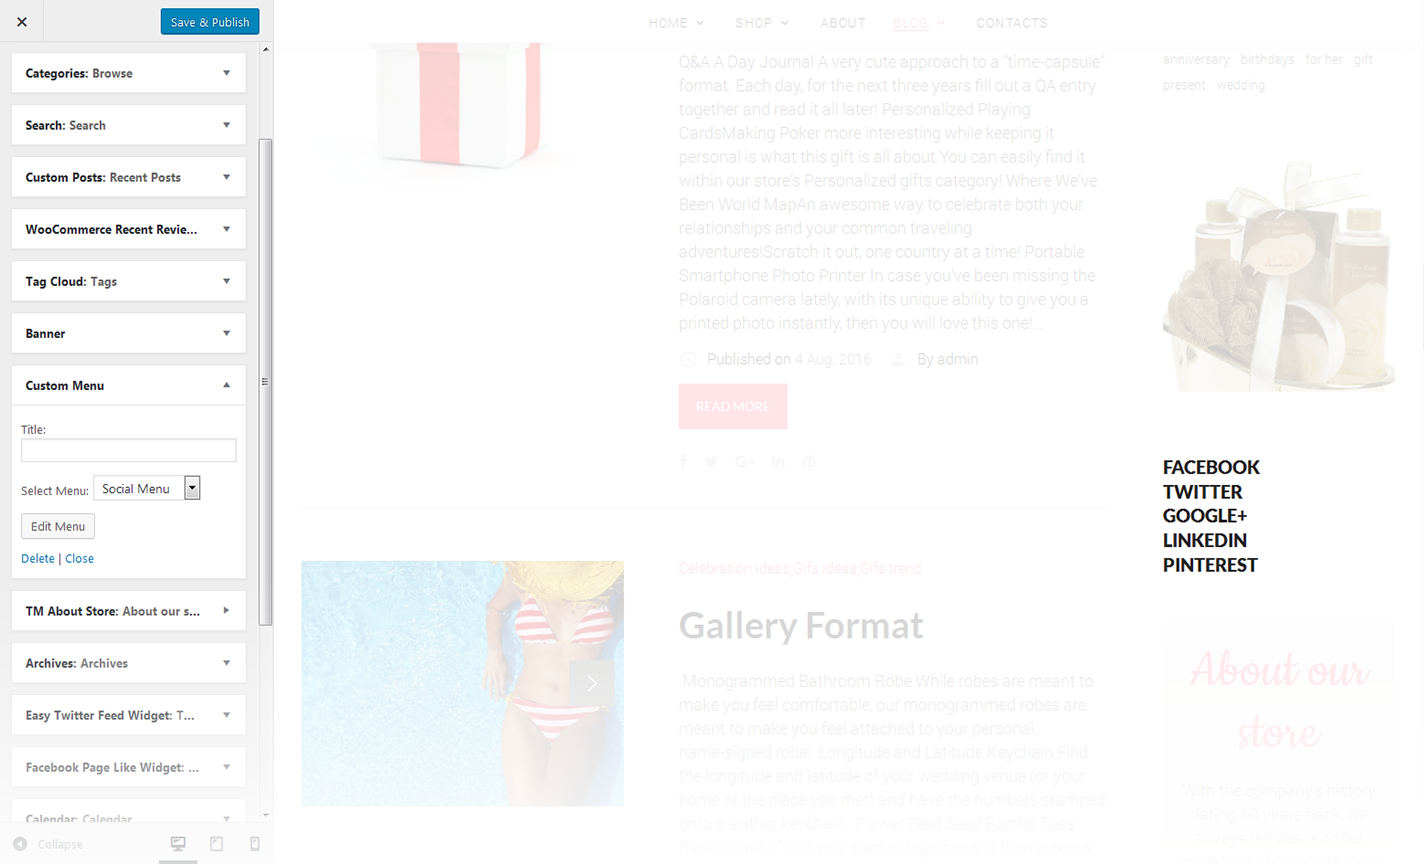 Save & Publish
Categories: Browse
Search: Search
Custom Posts: Recent Posts
WooCommerce Recent Revie...
Tag Cloud: Tags
Banner
Custom Menu
Title:
Select Menu: Social Menu
Edit Menu
Delete | Close
TM About Store: About our s...
Archives: Archives
Easy Twitter Feed Widget: T...
Facebook Page Like Widget: ...
Calendar: Calendar
Collapse
HOME SHOP ABOUT BLOG CONTACTS
Q&A A Day Journal A very cute approach to a "time-capsule"
format. Each day, for the next three years fill out a QA entry
together and read it all later! Personalized Playing
CardsMaking Poker more interesting while keeping it
personal is what this gift is all about.You can easily find it
within our store's Personalized gifts category! Where We've
Been World MapAn awesome way to celebrate both your
relationships and your common traveling
adventures!Scratch it out, one country at a time! Portable
Smartphone Photo Printer In case you've been missing the
Polaroid camera lately, with its unique ability to give you a
printed photo instantly, then you will love this one!...
Published on 4 Aug, 2016 By admin
READ MORE
Celebration ideas,Gifs ideas,Gifs trend
Gallery Format
Monogrammed Bathroom Robe While robes are meant to
make you feel comfortable, our monogrammed robes are
meant to make you feel attached to your personal,
name-signed robe! Longitude and Latitude Keychain Find
the longitude and latitude of your wedding venue (or your
home or the place you met) and have the numbers stamped
onto a leather keychain. Flower Field Seed Bombs Toss
these "bombs" into your garden together and then witness
anniversary birthdays for her gift
present wedding
FACEBOOK
TWITTER
GOOGLE+
LINKEDIN
PINTEREST
About our
store
With the company's history
dating 10 years back, we
always felt desire to tell